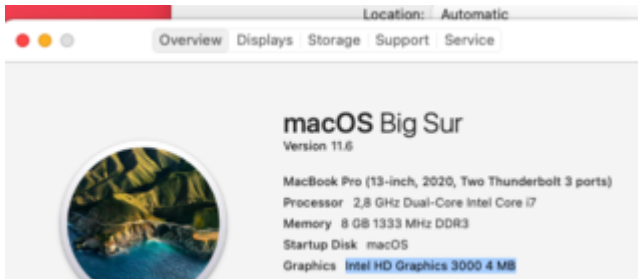 Location: Automatic
Overview Displays Storage Support Service
macOS Big Sur
Version 11.6
MacBook Pro (13-inch, 2020, Two Thunderbolt 3 ports)
Processor 2,8 GHz Dual-Core Intel Core i7
Memory 8 GB 1333 MHz DDR3
Startup Disk macOS
Graphics Intel HD Graphics 3000 4 MB